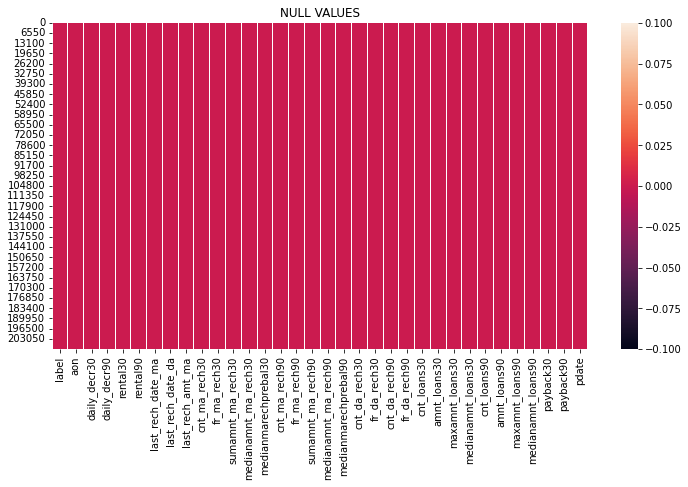 NULL VALUES
0
6550
13100
19650
26200
32750
39300
45850
52400
58950
65500
72050
78600
85150
91700
98250
104800
111350
117900
124450
131000
137550
144100
150650
157200
163750
170300
176850
183400
189950
196500
203050
label
aon
daily_decr30
daily_decr90
rental30
rental90
last_rech_date_ma
last_rech_date_da
last_rech_amt_ma
cnt_ma_rech30
fr_ma_rech30
sumamnt_ma_rech30
medianamnt_ma_rech30
medianmarechprebal30
cnt_ma_rech90
fr_ma_rech90
sumamnt_ma_rech90
medianamnt_ma_rech90
medianmarechprebal90
cnt_da_rech30
fr_da_rech30
cnt_da_rech90
fr_da_rech90
cnt_loans30
amnt_loans30
maxamnt_loans30
medianamnt_loans30
cnt_loans90
amnt_loans90
maxamnt_loans90
medianamnt_loans90
payback30
payback90
pdate
0.100
0.075
0.050
0.025
0.000
−0.025
−0.050
−0.075
−0.100